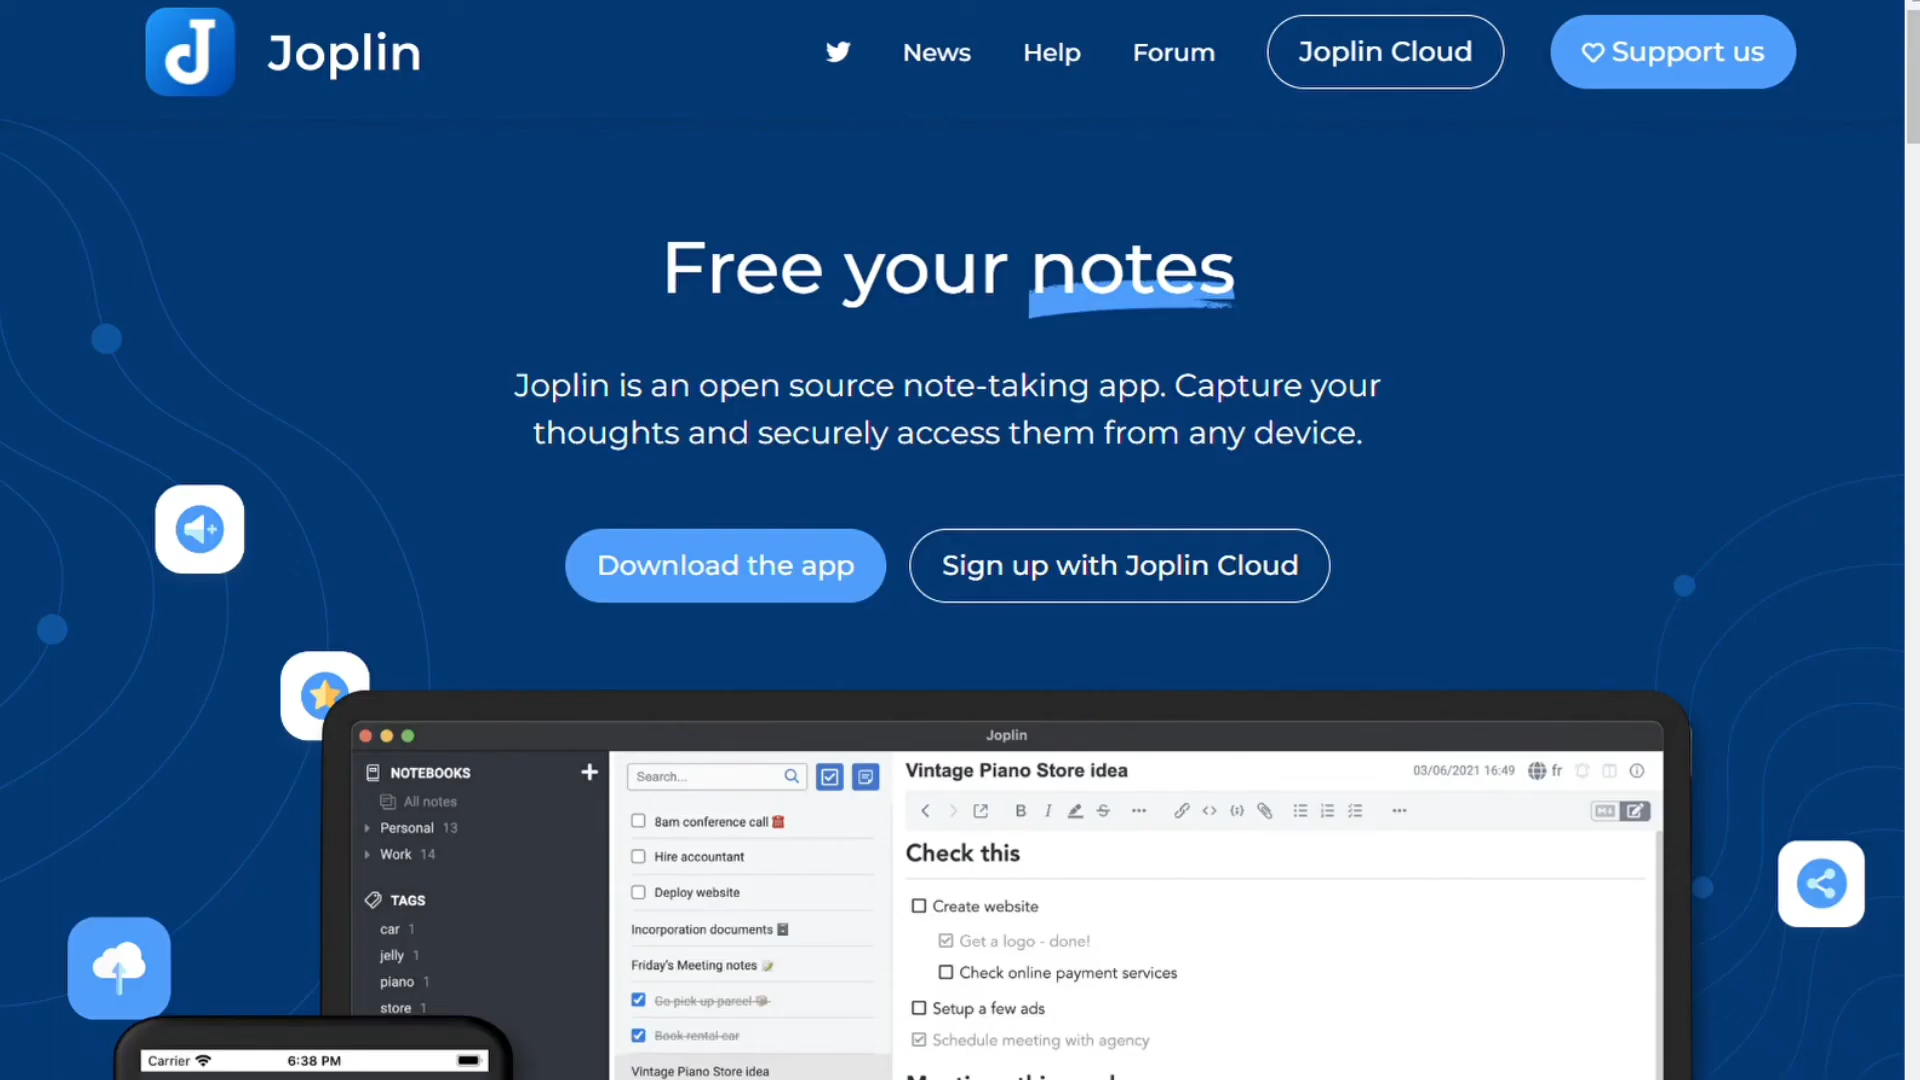 Joplin
News
Help
Forum
Joplin Cloud
Support us
Free your notes
Joplin is an open source note-taking app. Capture your
thoughts and securely access them from any device.
Download the app
Sign up with Joplin Cloud
Joplin
NOTEBOOKS
All notes
Personal 13
Work 14
TAGS
car 1
jelly 1
piano 1
store 1
Search...
8am conference call
Hire accountant
Deploy website
Incorporation documents
Friday's Meeting notes
Go pick up parcel
Book rental car
Vintage Piano Store idea
Vintage Piano Store idea
03/06/2021 16:49
fr
B I S
Check this
Create website
Get a logo - done!
Check online payment services
Setup a few ads
Schedule meeting with agency
Carrier
6:38 PM